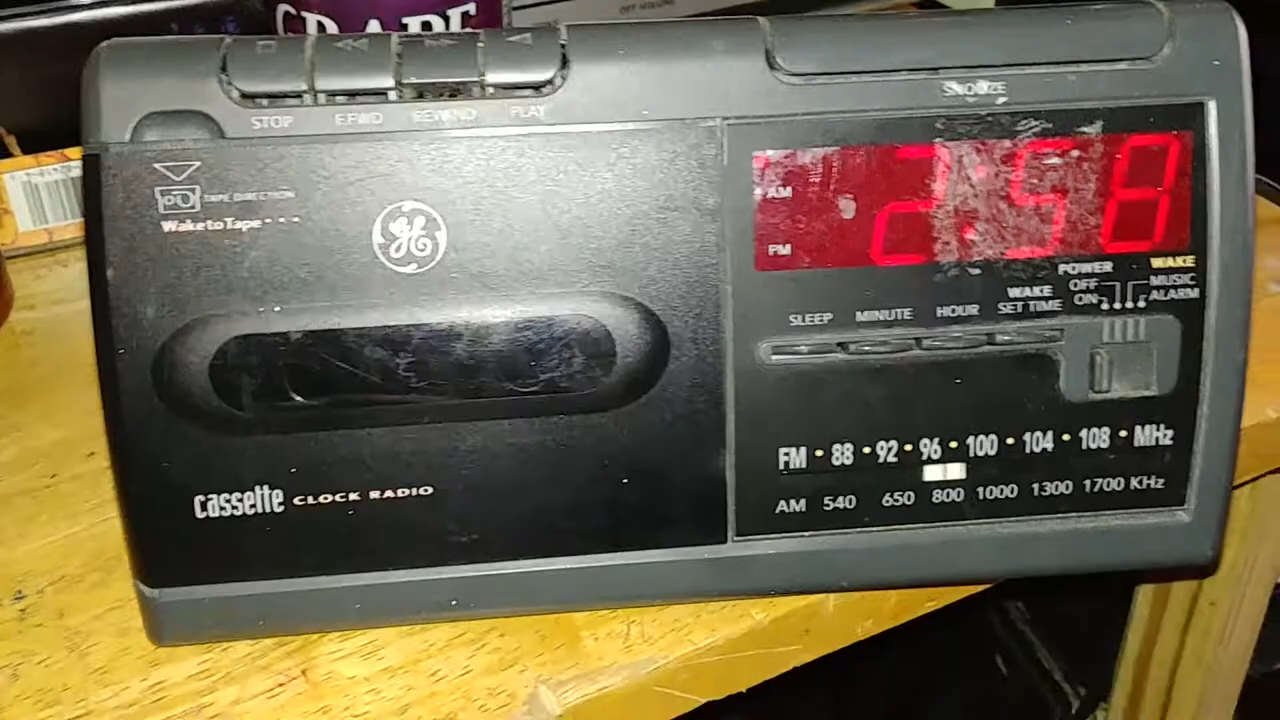 GRAPE
STOP F.FWD REWIND PLAY
SNOOZE
TAPE DIRECTION
Wake to Tape
GE
AM
PM
2:58
POWER WAKE
OFF MUSIC
ON ALARM
SLEEP MINUTE HOUR WAKE SET TIME
FM • 88 • 92 • 96 • 100 • 104 • 108 • MHz
AM 540 650 800 1000 1300 1700 KHz
cassette CLOCK RADIO